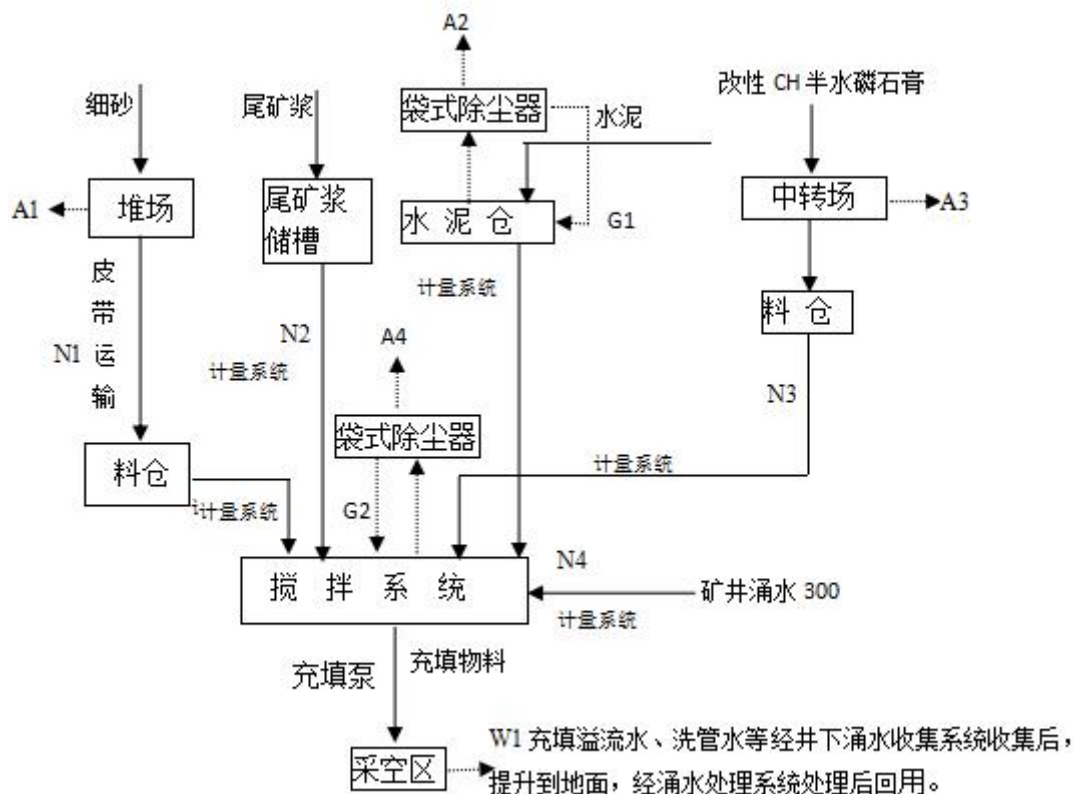 A2
改性 CH 半水磷石膏
细砂
尾矿浆
袋式除尘器
水泥
A1
堆场
尾矿浆
储槽
水泥仓
G1
中转场
A3
皮
带
运
输
N1
计量系统
料仓
N2
A4
计量系统
N3
袋式除尘器
料仓
计量系统
计量系统
G2
搅拌系统
N4
矿井涌水 300
计量系统
充填泵
充填物料
采空区
W1 充填溢流水、洗管水等经井下涌水收集系统收集后，
提升到地面，经涌水处理系统处理后回用。